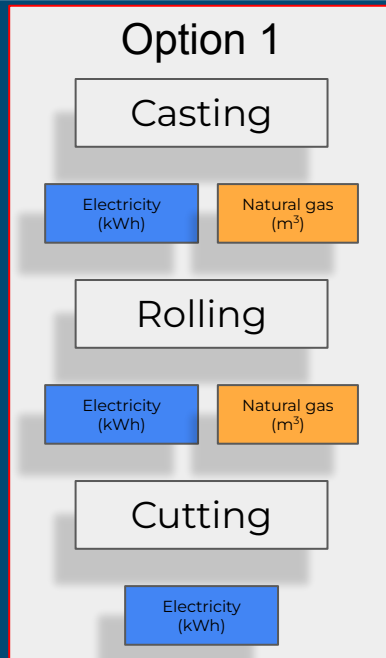 Option 1
Casting
Electricity
(kWh)
Natural gas
(m³)
Rolling
Electricity
(kWh)
Natural gas
(m³)
Cutting
Electricity
(kWh)